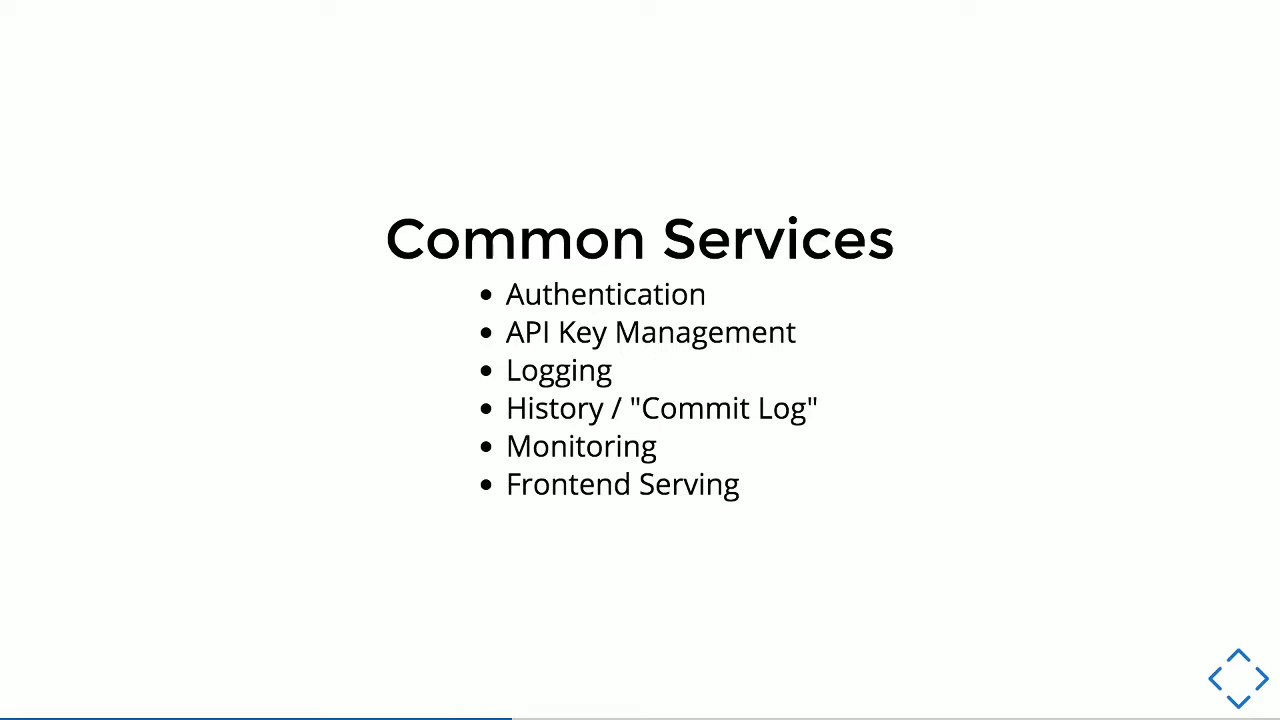 Common Services
• Authentication
• API Key Management
• Logging
• History / "Commit Log"
• Monitoring
• Frontend Serving